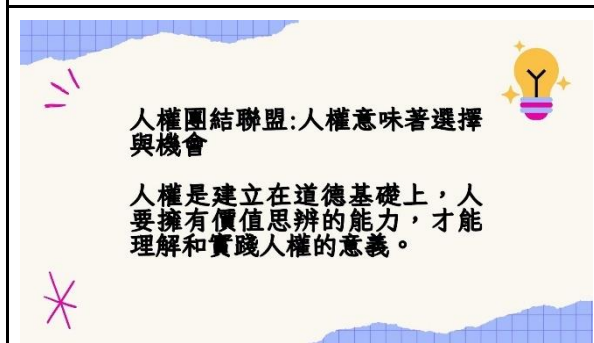 人權團結聯盟:人權意味著選擇
與機會
人權是建立在道德基礎上，人
要擁有價值思辨的能力，才能
理解和實踐人權的意義。